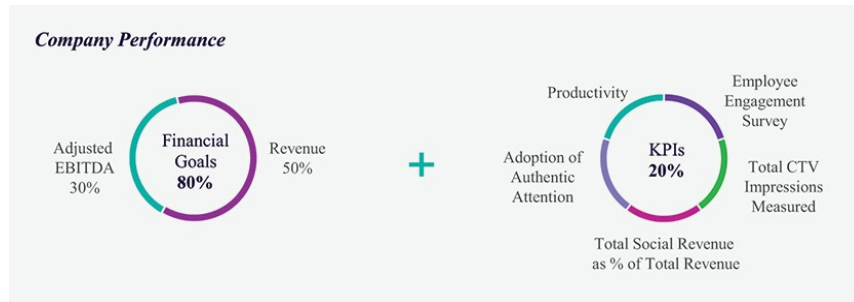 Company Performance
Adjusted
EBITDA
30%
Financial
Goals
80%
Revenue
50%
+
Productivity
Employee
Engagement
Survey
Adoption of
Authentic
Attention
KPIs
20%
Total CTV
Impressions
Measured
Total Social Revenue
as % of Total Revenue